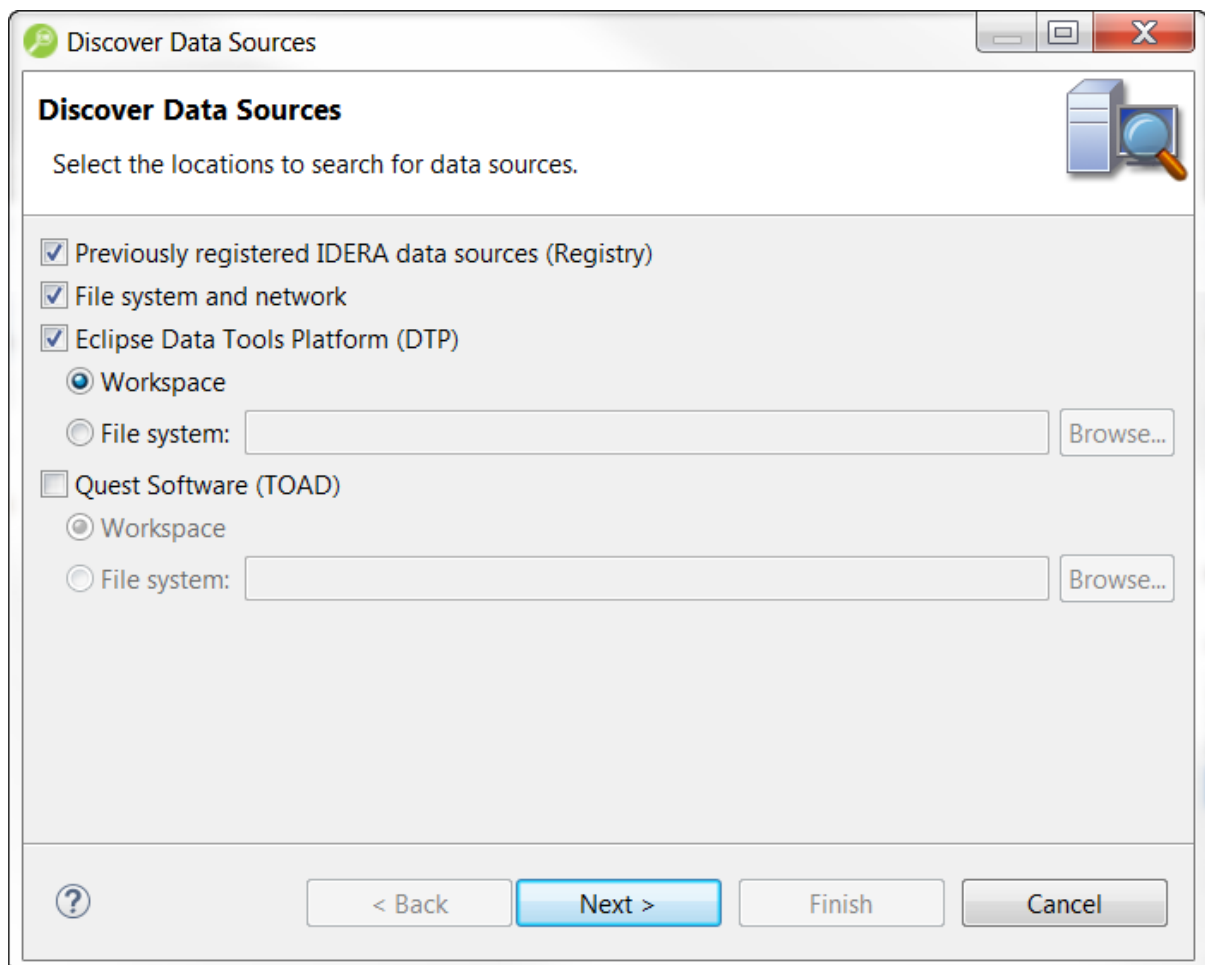 Discover Data Sources
Discover Data Sources
Select the locations to search for data sources.
Previously registered IDERA data sources (Registry)
File system and network
Eclipse Data Tools Platform (DTP)
Workspace
File system: Browse...
Quest Software (TOAD)
Workspace
File system: Browse...
? < Back Next > Finish Cancel